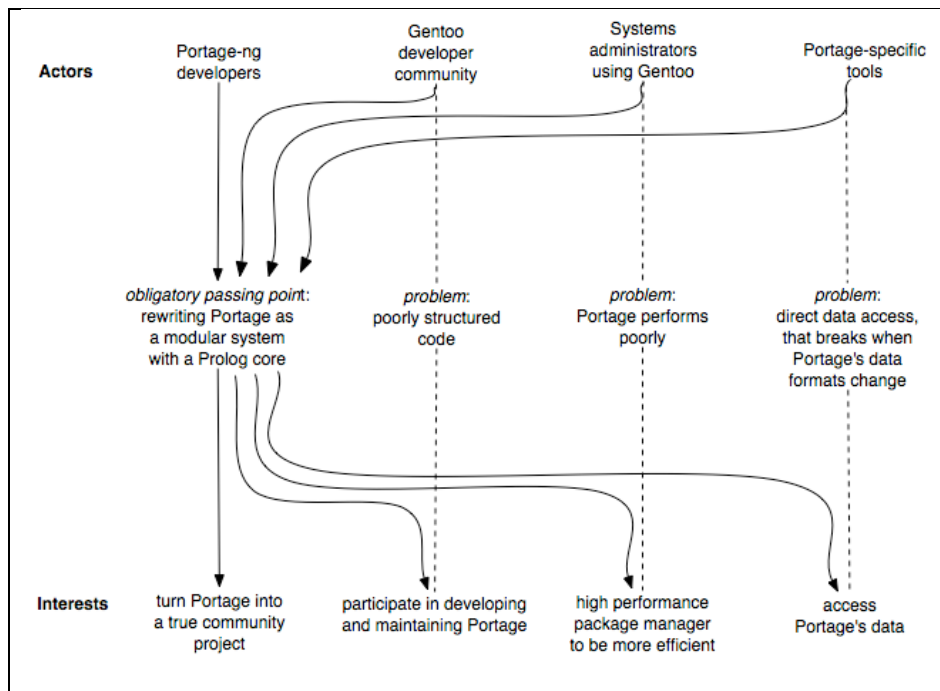 Actors
Portage-ng
developers
Gentoo
developer
community
Systems
administrators
using Gentoo
Portage-specific
tools
obligatory passing point:
rewriting Portage as
a modular system
with a Prolog core
problem:
poorly structured
code
problem:
Portage performs
poorly
problem:
direct data access,
that breaks when
Portage's data
formats change
Interests
turn Portage into
a true community
project
participate in developing
and maintaining Portage
high performance
package manager
to be more efficient
access
Portage's data